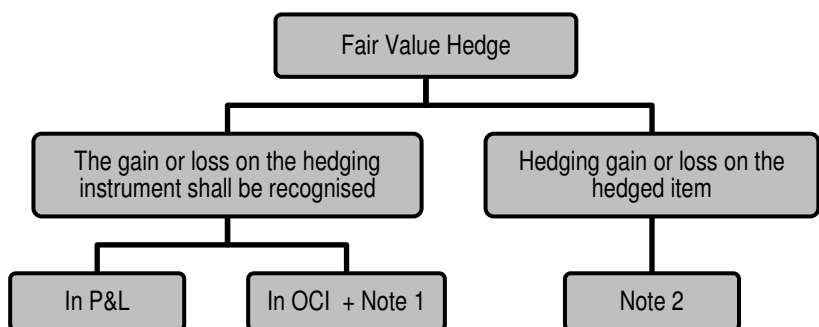 Fair Value Hedge
The gain or loss on the hedging
instrument shall be recognised
Hedging gain or loss on the
hedged item
In P&L
In OCI + Note 1
Note 2